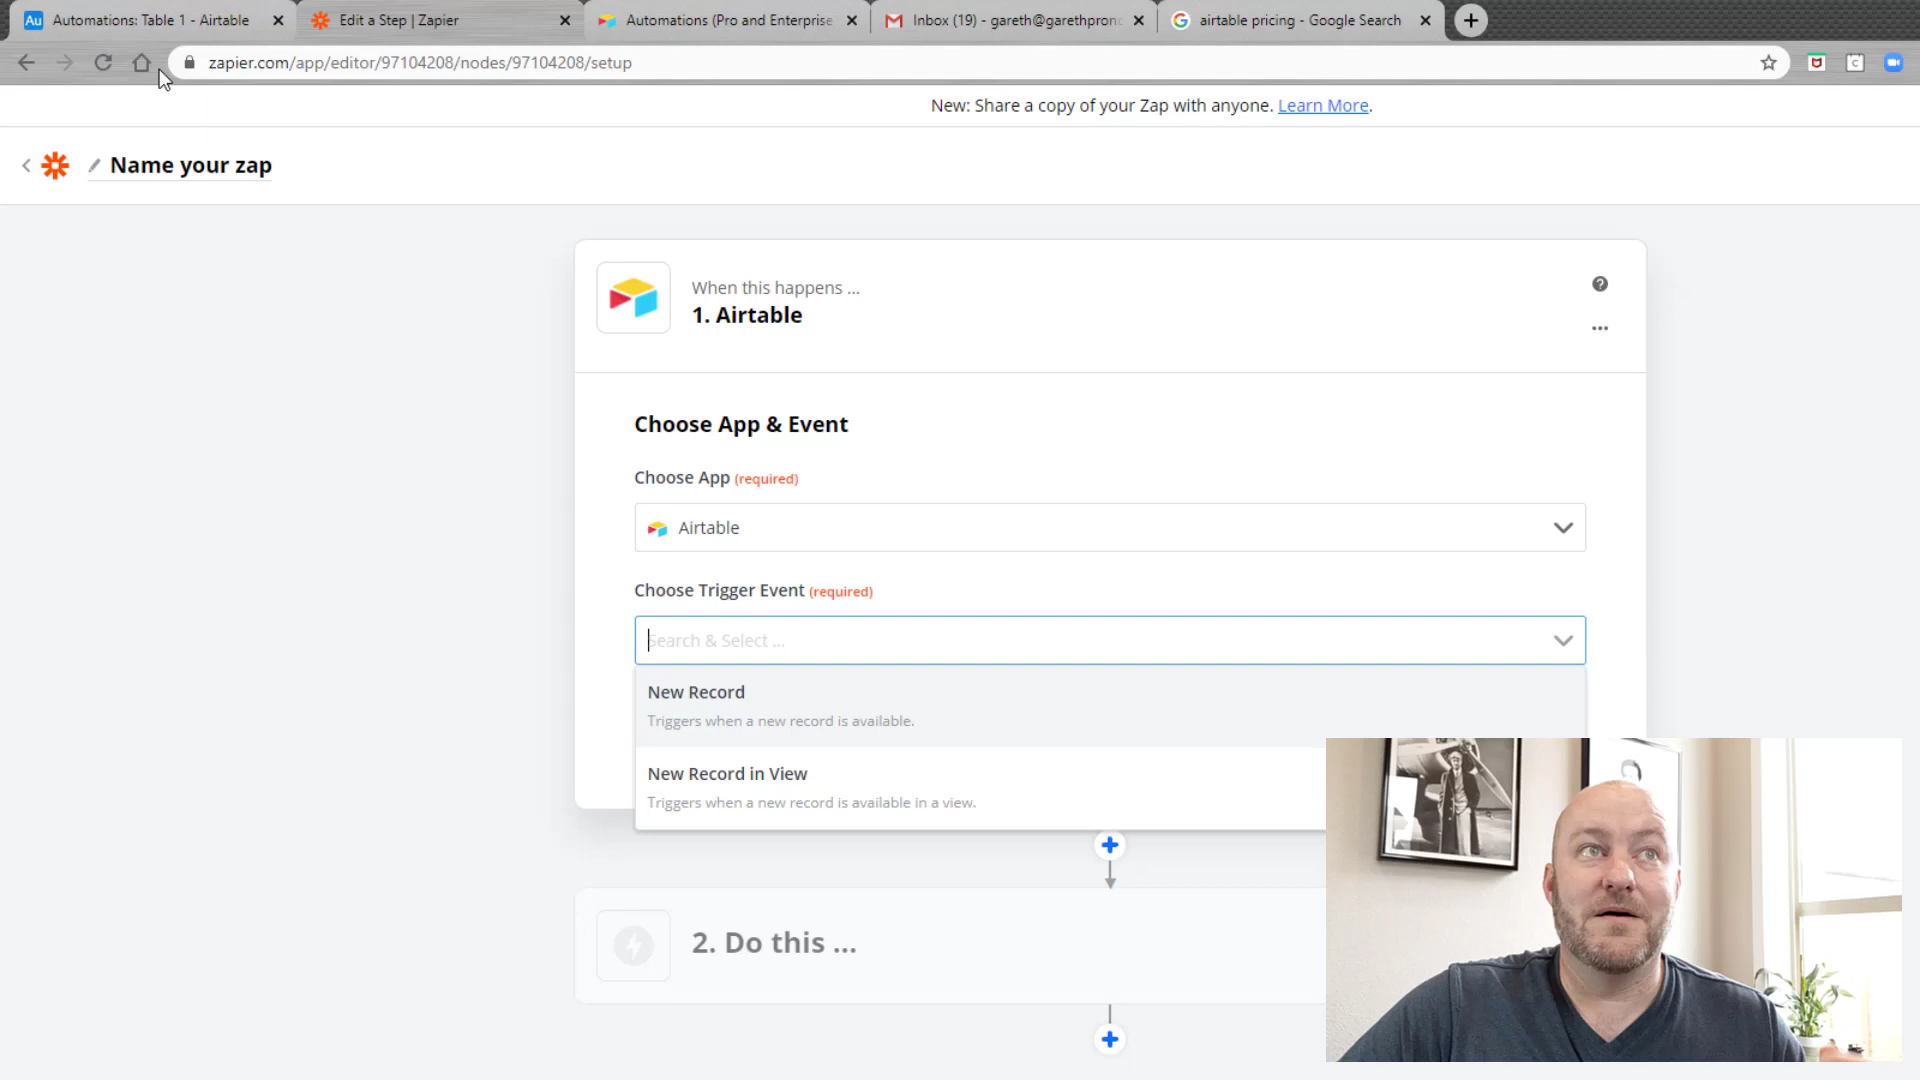 Au Automations: Table 1 - Airtable
Edit a Step | Zapier
Automations (Pro and Enterprise
Inbox (19) - gareth@garethpron
airtable pricing - Google Search
zapier.com/app/editor/97104208/nodes/97104208/setup
New: Share a copy of your Zap with anyone. Learn More.
Name your zap
When this happens ...
1. Airtable
Choose App & Event
Choose App (required)
Airtable
Choose Trigger Event (required)
Search & Select ...
New Record
Triggers when a new record is available.
New Record in View
Triggers when a new record is available in a view.
2. Do this ...